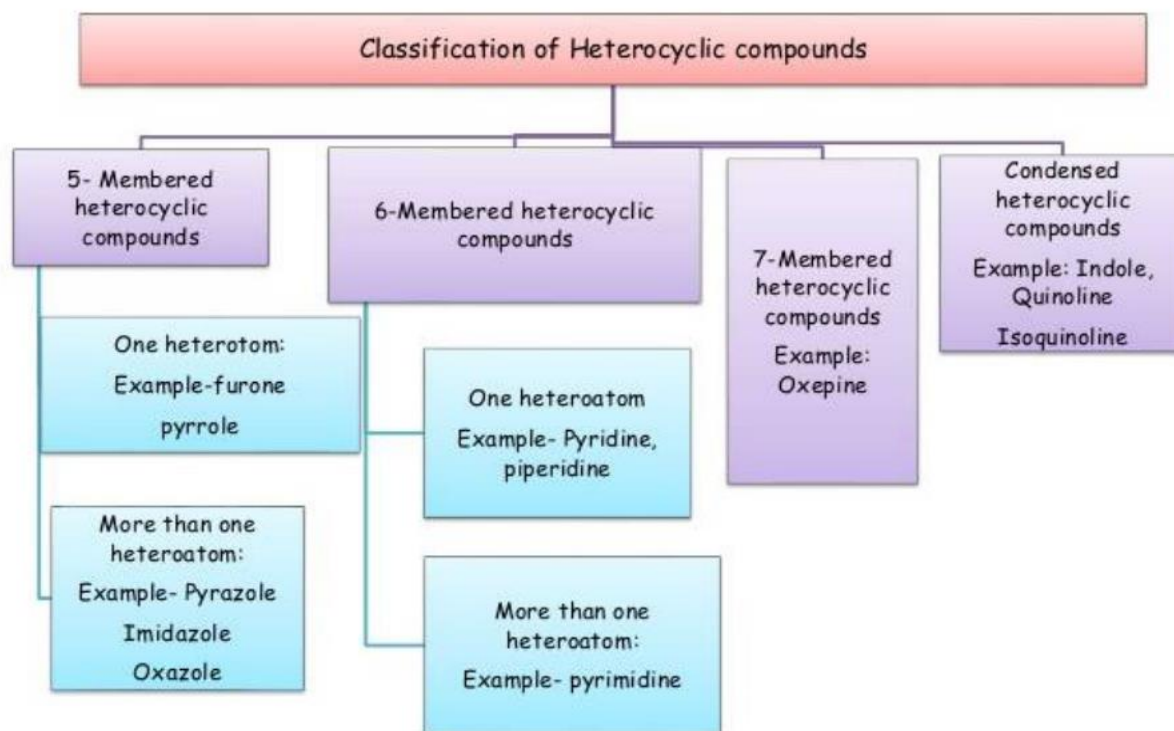 Classification of Heterocyclic compounds
5- Membered
heterocyclic
compounds
One heterotom:
Example-furone
pyrrole
More than one
heteroatom:
Example- Pyrazole
Imidazole
Oxazole
6-Membered heterocyclic
compounds
One heteroatom
Example- Pyridine,
piperidine
More than one
heteroatom:
Example- pyrimidine
7-Membered
heterocyclic
compounds
Example:
Oxepine
Condensed
heterocyclic
compounds
Example: Indole,
Quinoline
Isoquinoline